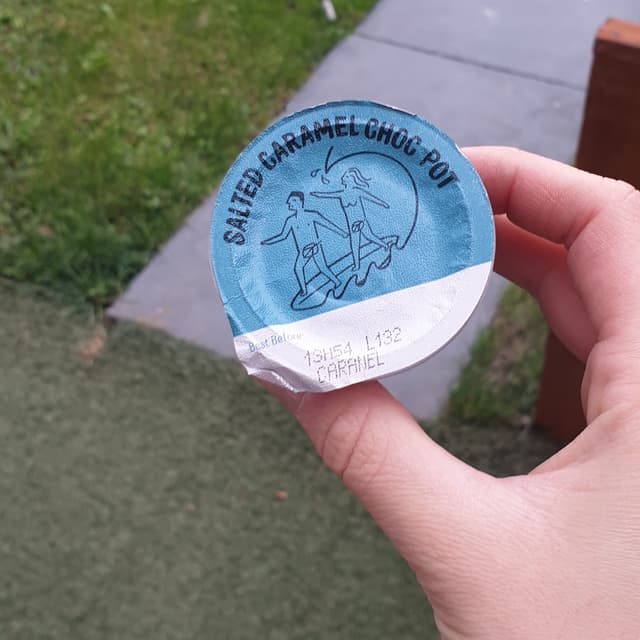 SALTED CARAMEL CHOC POT
Best Before
13H54 L132
CARAMEL